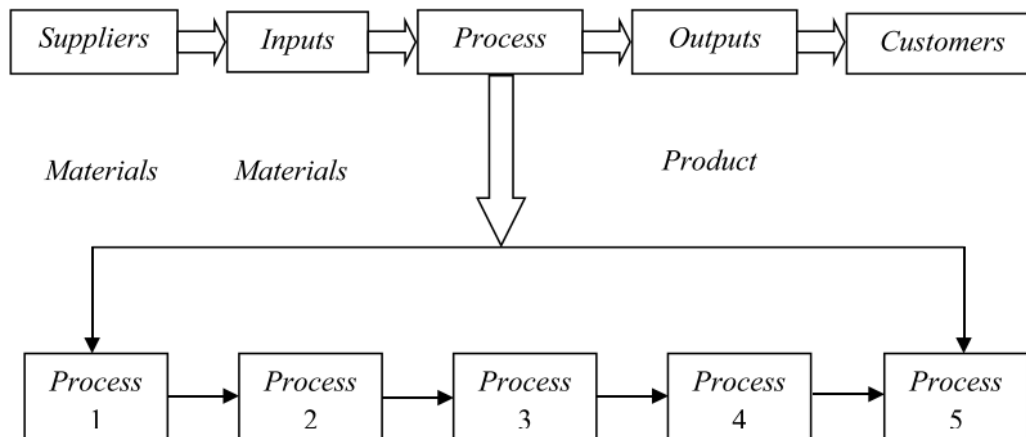 Suppliers Inputs Process Outputs Customers
Materials Materials Product
Process Process Process Process Process
1 2 3 4 5